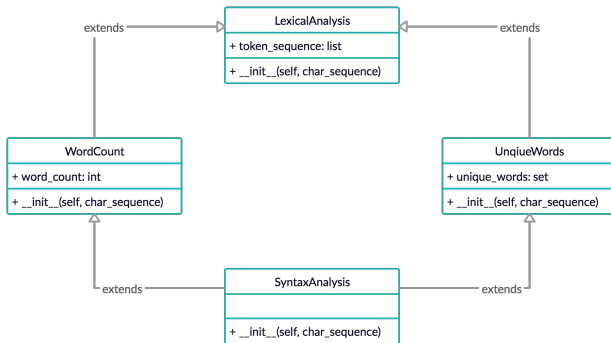 LexicalAnalysis
+ token_sequence: list
+ __init__(self, char_sequence)
extends
extends
WordCount
+ word_count: int
+ __init__(self, char_sequence)
UnqiueWords
+ unique_words: set
+ __init__(self, char_sequence)
extends
extends
SyntaxAnalysis
+ __init__(self, char_sequence)